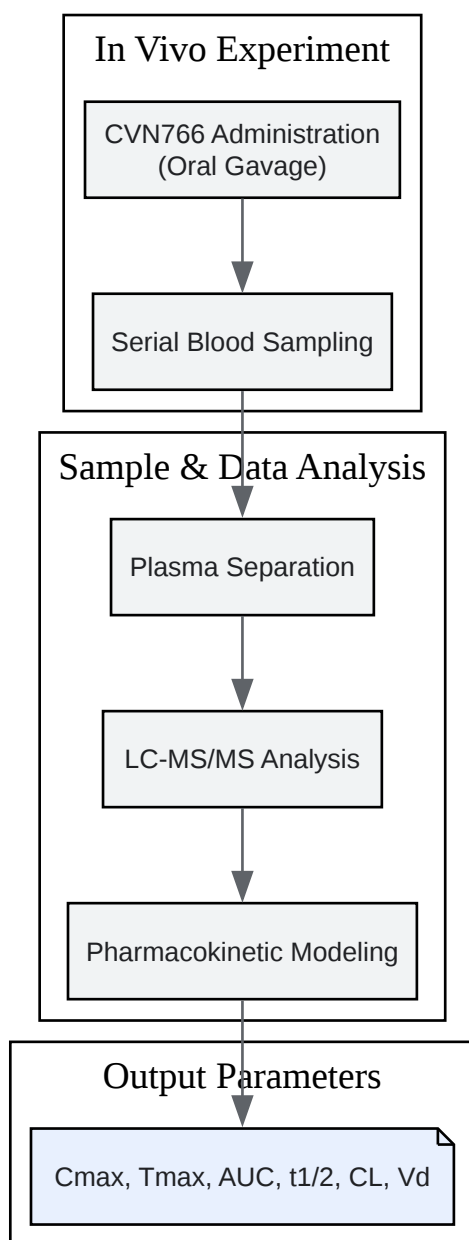 In Vivo Experiment
CVN766 Administration
(Oral Gavage)
Serial Blood Sampling
Sample & Data Analysis
Plasma Separation
LC-MS/MS Analysis
Pharmacokinetic Modeling
Output Parameters
Cmax, Tmax, AUC, t1/2, CL, Vd